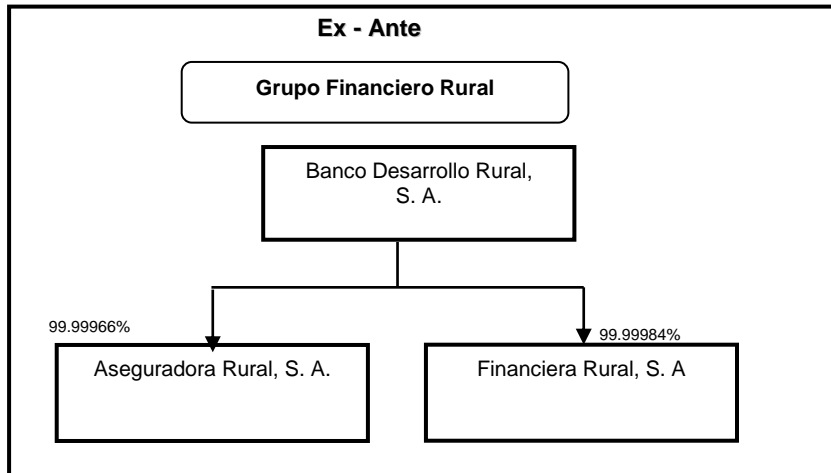 Ex - Ante
Grupo Financiero Rural
Banco Desarrollo Rural,
S. A.
99.99966%
99.99984%
Aseguradora Rural, S. A.
Financiera Rural, S. A